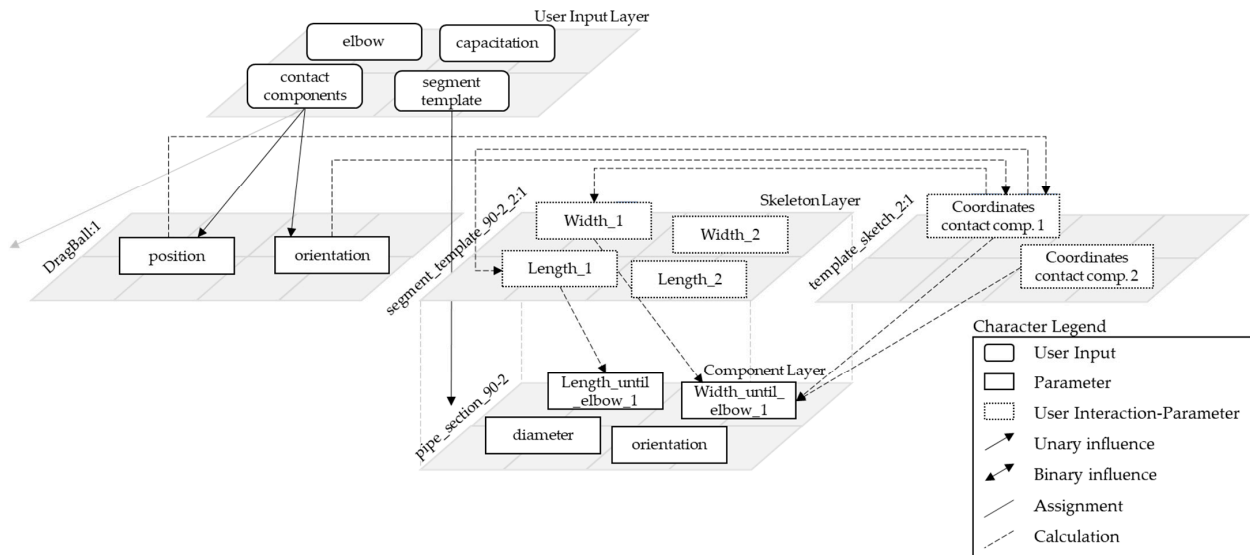 User Input Layer
elbow
capacitation
contact
components
segment
template
DragBall:1
position
orientation
segment_template_90-2_2:1
Skeleton Layer
Width_1
Width_2
Length_1
Length_2
template_sketch_2:1
Coordinates
contact comp. 1
Coordinates
contact comp. 2
pipe_section_90-2
Component Layer
Length_until
_elbow_1
Width_until_
elbow_1
diameter
orientation
Character Legend
User Input
Parameter
User Interaction-Parameter
Unary influence
Binary influence
Assignment
Calculation